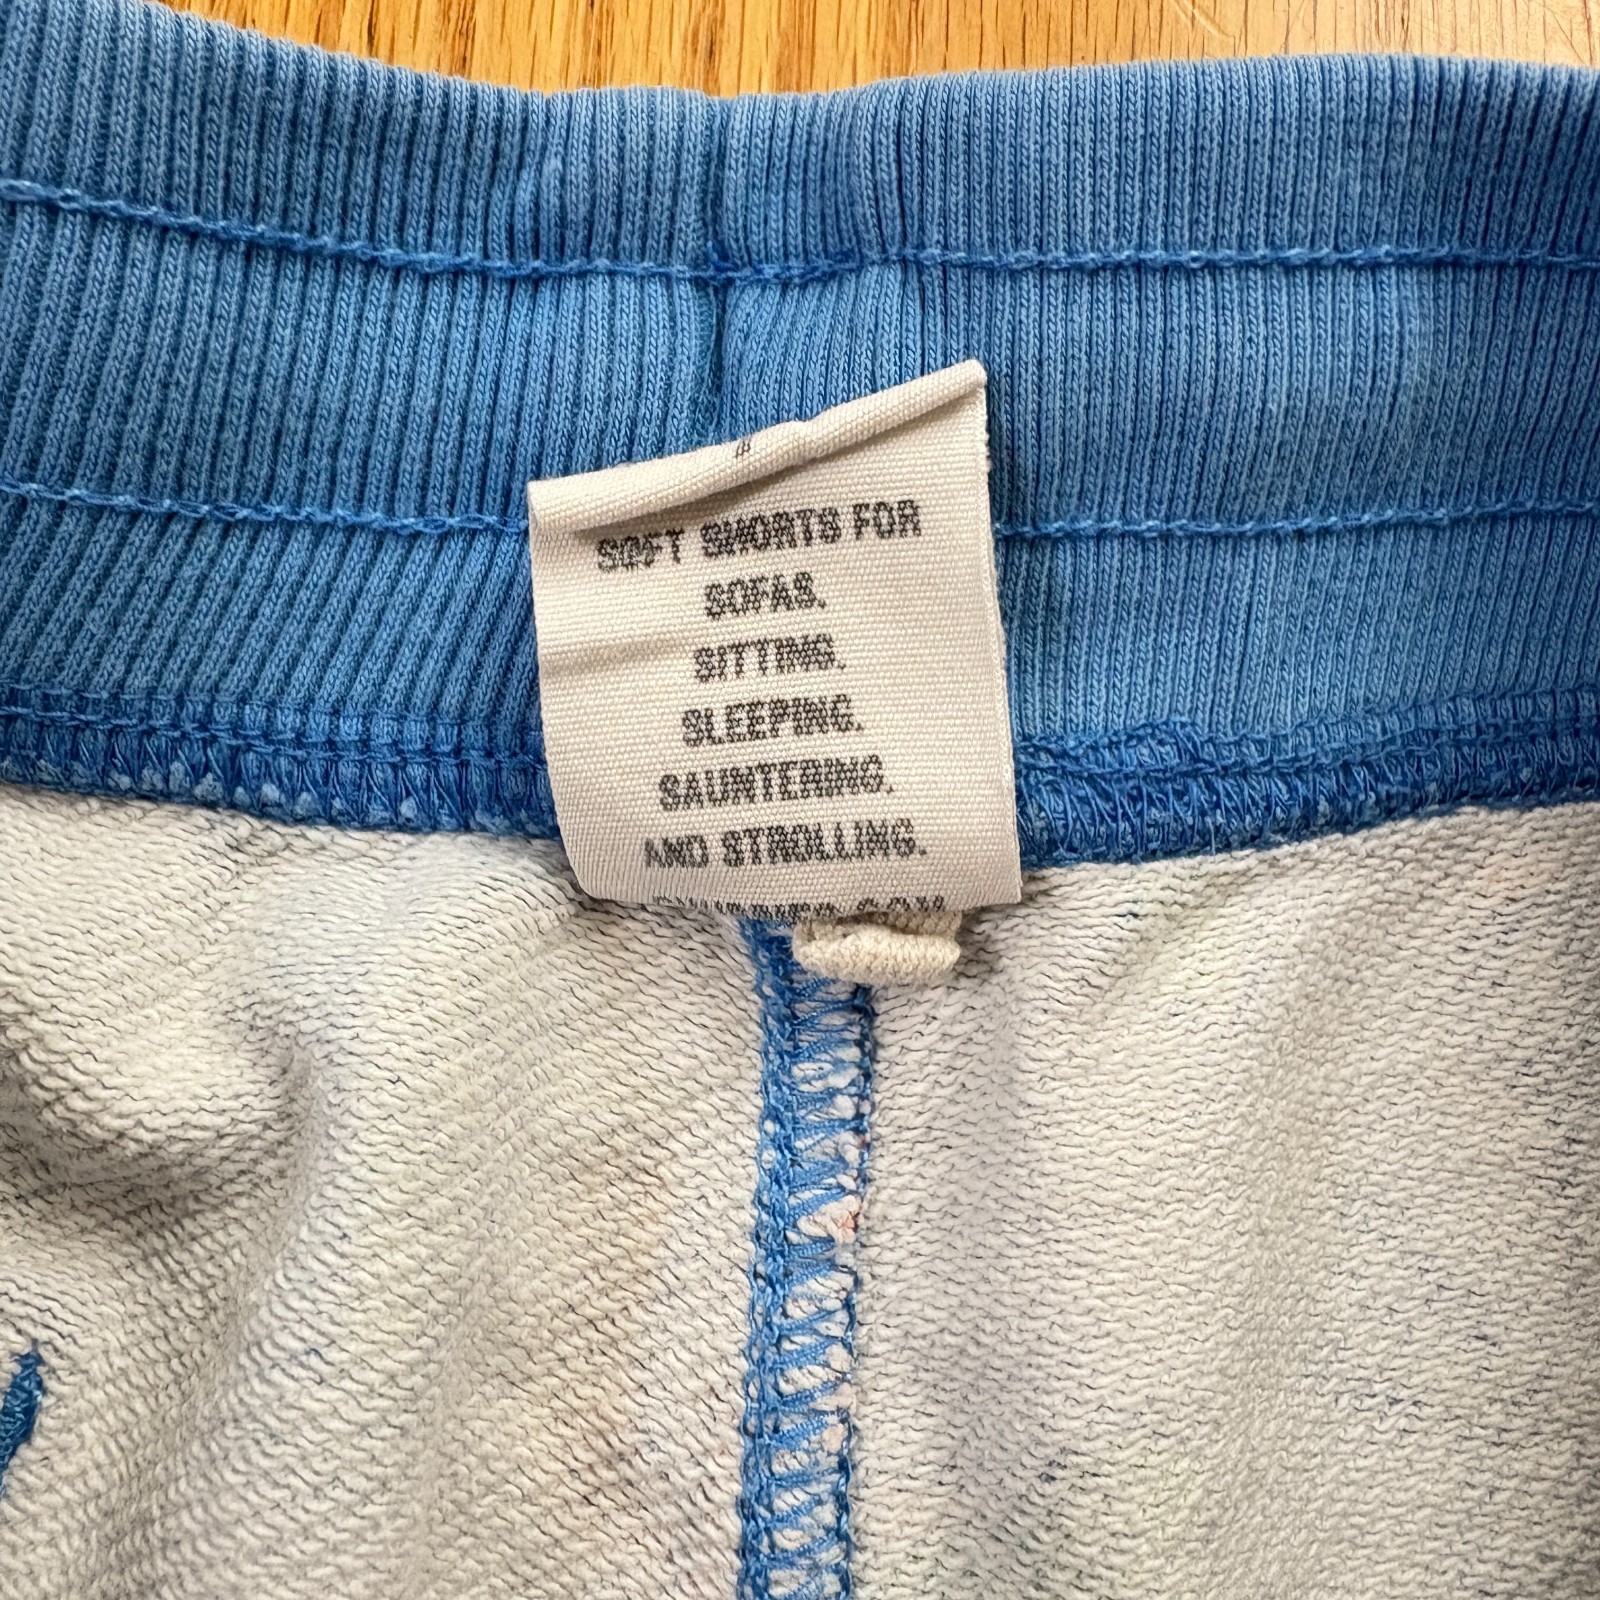 SOFT SHORTS FOR
SOFAS.
SITTING.
SLEEPING.
SAUNTERING.
AND STROLLING.